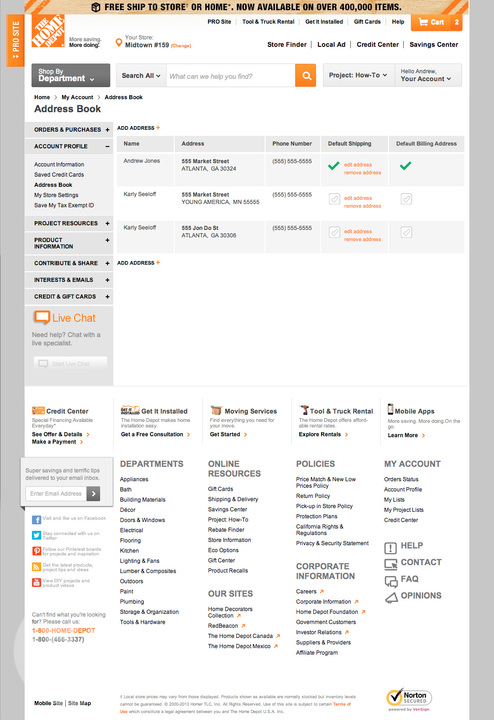 FREE SHIP TO STORE† OR HOME*. NOW AVAILABLE ON OVER 400,000 ITEMS.
PRO SITE
THE HOME DEPOT
More saving.
More doing.™
Your Store:
Midtown #159 (Change)
PRO Site | Tool & Truck Rental | Get It Installed | Gift Cards | Help
Cart 2
Store Finder | Local Ad | Credit Center | Savings Center
Shop By
Department
Search All
What can we help you find?
Project: How-To
Hello Andrew,
Your Account
Home > My Account > Address Book
Address Book
ORDERS & PURCHASES +
ACCOUNT PROFILE −
Account Information
Saved Credit Cards
Address Book
My Store Settings
Save My Tax Exempt ID
PROJECT RESOURCES +
PRODUCT
INFORMATION +
CONTRIBUTE & SHARE +
INTERESTS & EMAILS +
CREDIT & GIFT CARDS +
Live Chat
Need help? Chat with a
live specialist.
Start Live Chat
ADD ADDRESS +
Name Address Phone Number Default Shipping Default Billing Address
Andrew Jones 555 Market Street (555) 555-5555 edit address
ATLANTA, GA 30324 remove address
Karly Seeloff 555 Market Street (555) 555-5555 edit address
YOUNG AMERICA, MN 55555 remove address
Karly Seeloff 555 Jon Do St (555) 555-5555 edit address
ATLANTA, GA 30308 remove address
ADD ADDRESS +
Credit Center
Special Financing Available
Everyday*
See Offer & Details >
Make a Payment >
GET IT INSTALLED
Get It Installed
The Home Depot makes home
installation easy.
Get a Free Consultation >
Moving Services
Find everything you need for
your move.
Get Started >
Tool & Truck Rental
The Home Depot offers afford-
able rental rates.
Explore Rentals >
Mobile Apps
More saving. More doing On the
go.
Learn More >
Super savings and terrific tips
delivered to your email inbox.
Enter Email Address
Visit and like us on Facebook
Stay connected with us on
Twitter
Follow our Pinterest boards
for projects and inspiration
Get the latest products,
project tips and ideas
View DIY projects and
product videos
Can't find what you're looking
for? Please call us:
1-800-HOME-DEPOT
1-800-(466-3337)
DEPARTMENTS
Appliances
Bath
Building Materials
Décor
Doors & Windows
Electrical
Flooring
Kitchen
Lighting & Fans
Lumber & Composites
Outdoors
Paint
Plumbing
Storage & Organization
Tools & Hardware
ONLINE
RESOURCES
Gift Cards
Shipping & Delivery
Savings Center
Project: How-To
Rebate Finder
Store Information
Eco Options
Gift Center
Product Recalls
OUR SITES
Home Decorators
Collection
RedBeacon
The Home Depot Canada
The Home Depot Mexico
POLICIES
Price Match & New Low
Prices Policy
Return Policy
Pick-up in Store Policy
Protection Plans
California Rights &
Regulations
Privacy & Security Statement
CORPORATE
INFORMATION
Careers
Corporate Information
Home Depot Foundation
Government Customers
Investor Relations
Suppliers & Providers
Affiliate Program
MY ACCOUNT
Orders Status
Account Profile
My Lists
My Project Lists
Credit Center
HELP
CONTACT
FAQ
OPINIONS
Mobile Site | Site Map
† Local store prices may vary from those displayed. Products shown as available are normally stocked but inventory levels
cannot be guaranteed. © 2000-2013 Homer TLC, Inc. All Rights Reserved. Use of this site is subject to certain Terms of
Use which constitute a legal agreement between you and The Home Depot U.S.A. Inc.
Norton
SECURED
powered by VeriSign